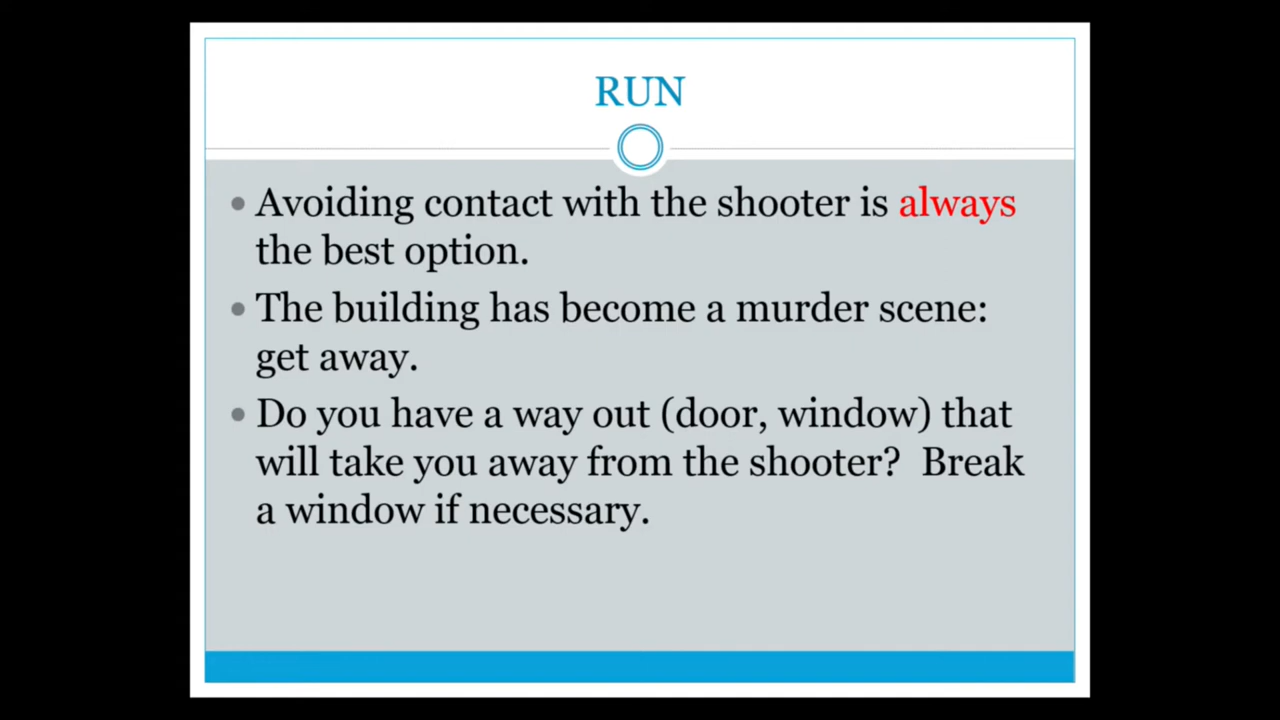 RUN
• Avoiding contact with the shooter is always
the best option.
• The building has become a murder scene:
get away.
• Do you have a way out (door, window) that
will take you away from the shooter?  Break
a window if necessary.